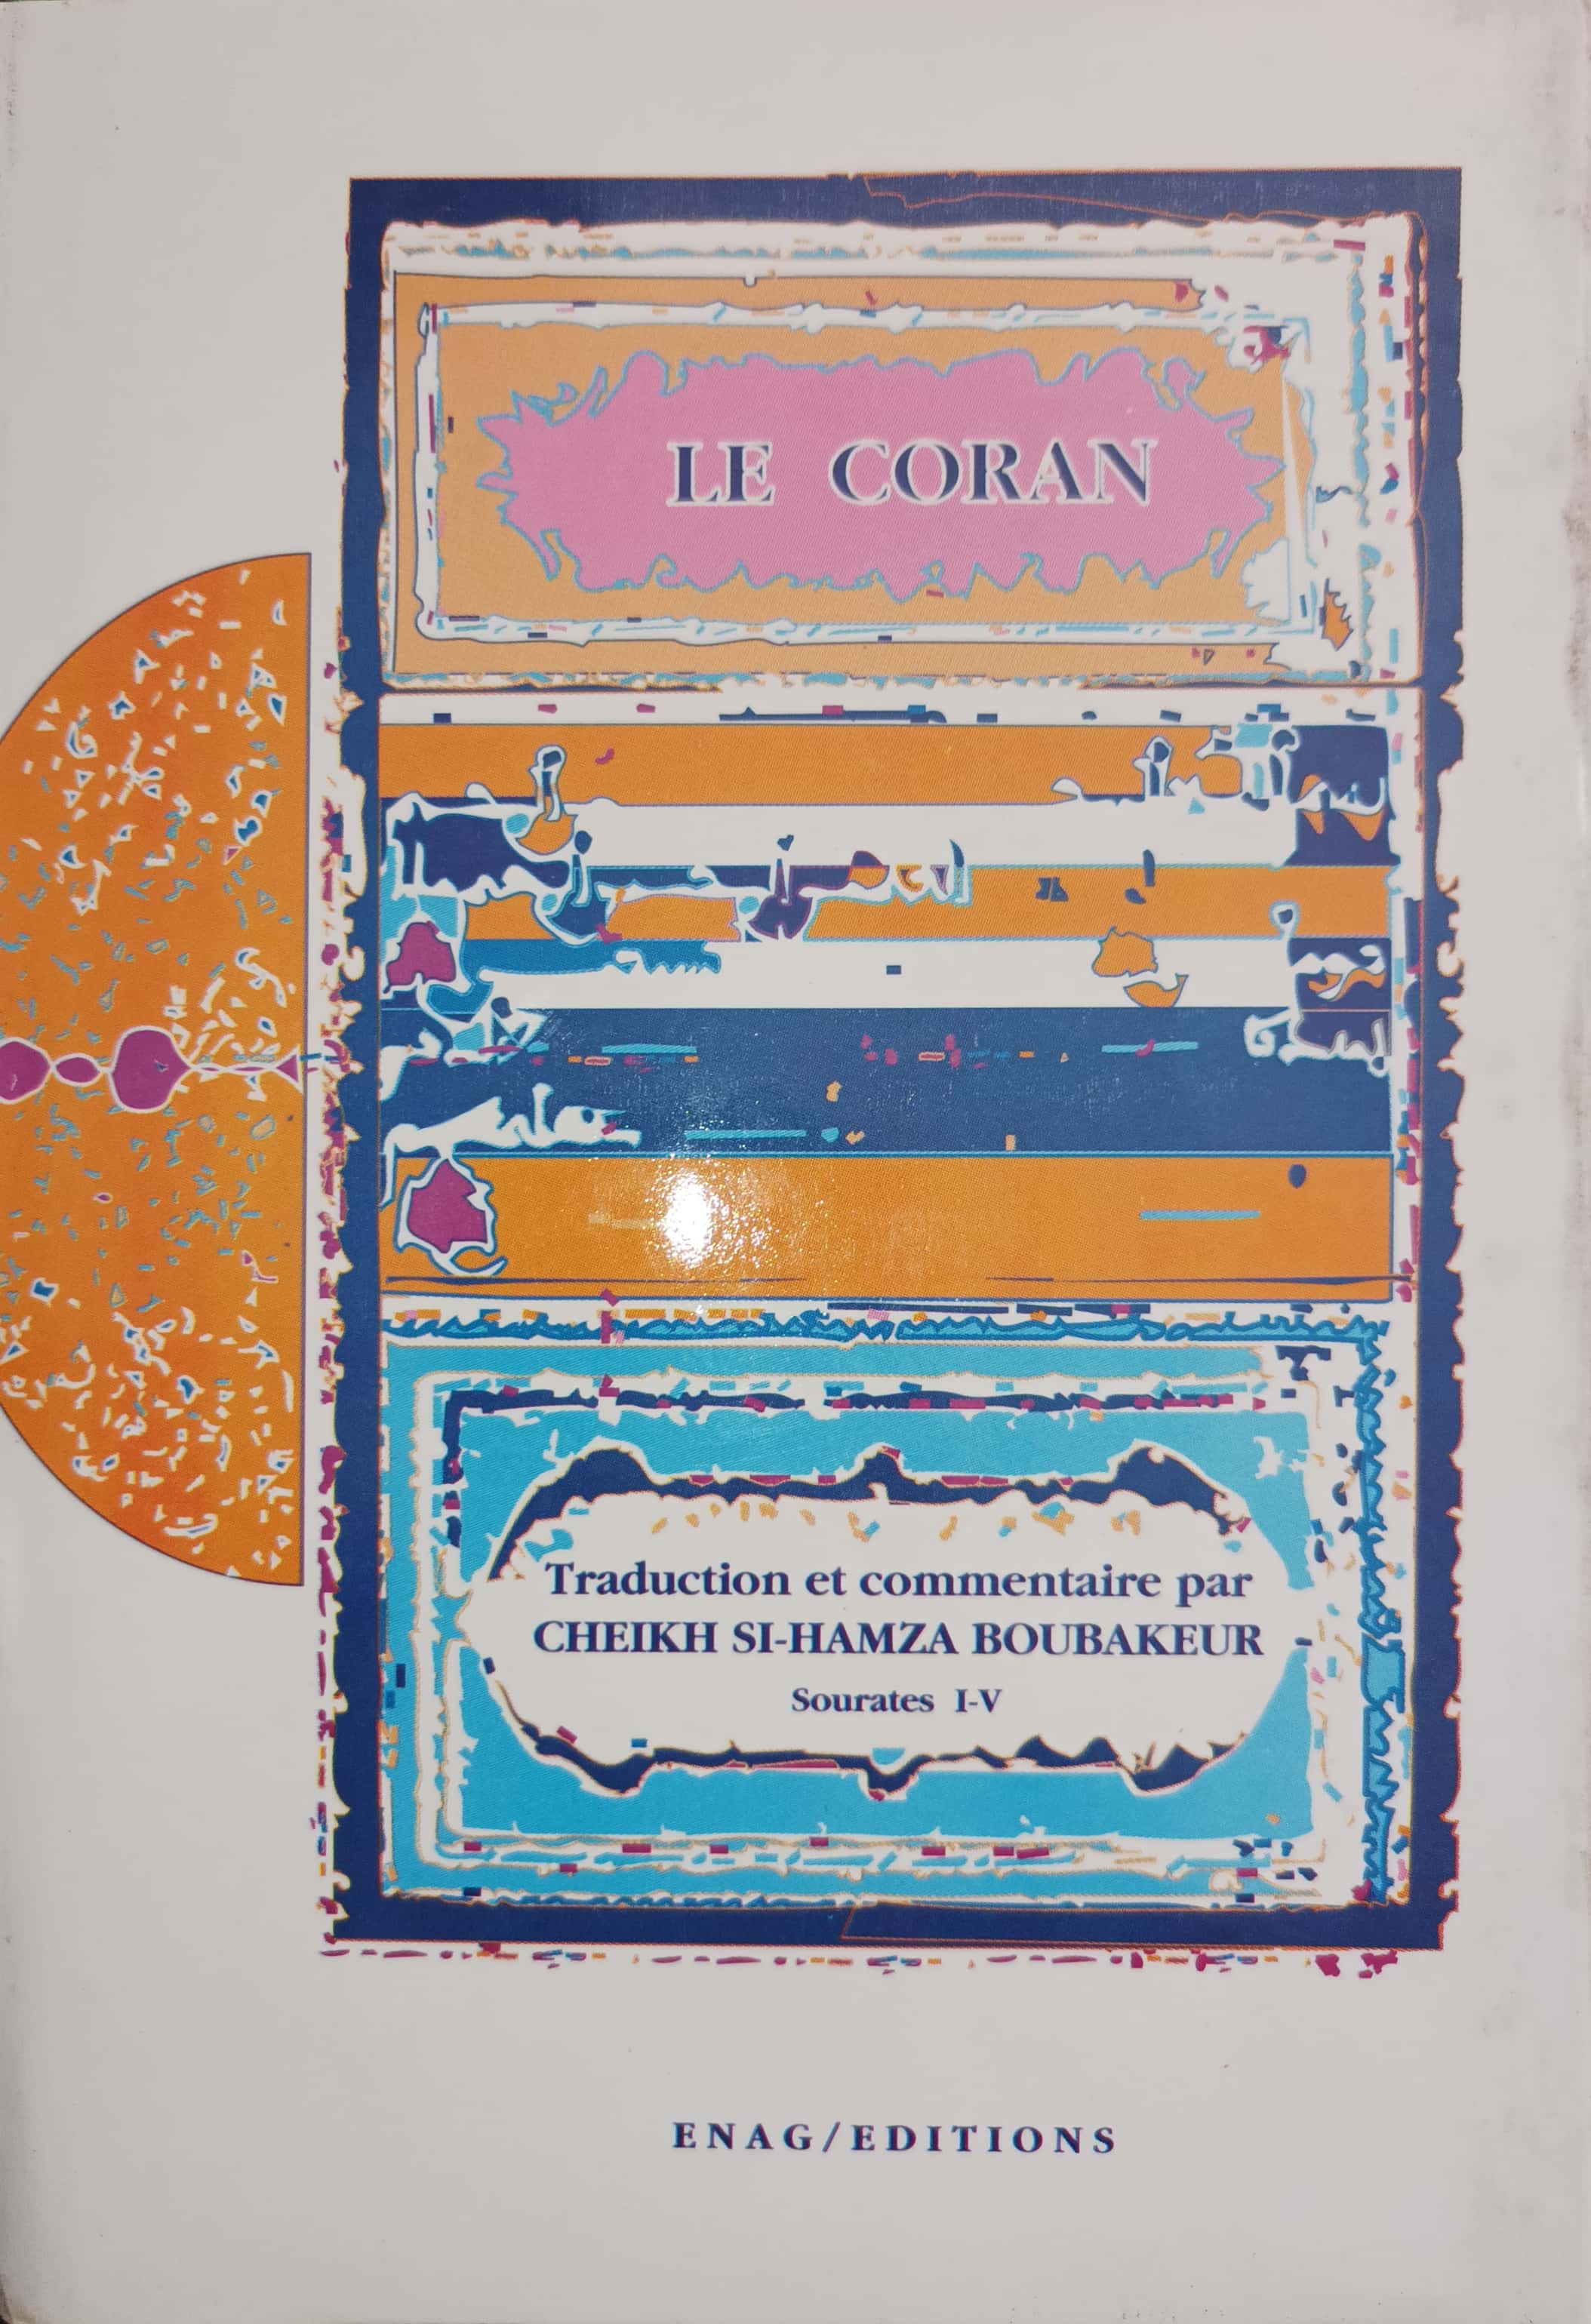 LE CORAN
Traduction et commentaire par
CHEIKH SI-HAMZA BOUBAKEUR
Sourates I-V
ENAG/EDITIONS